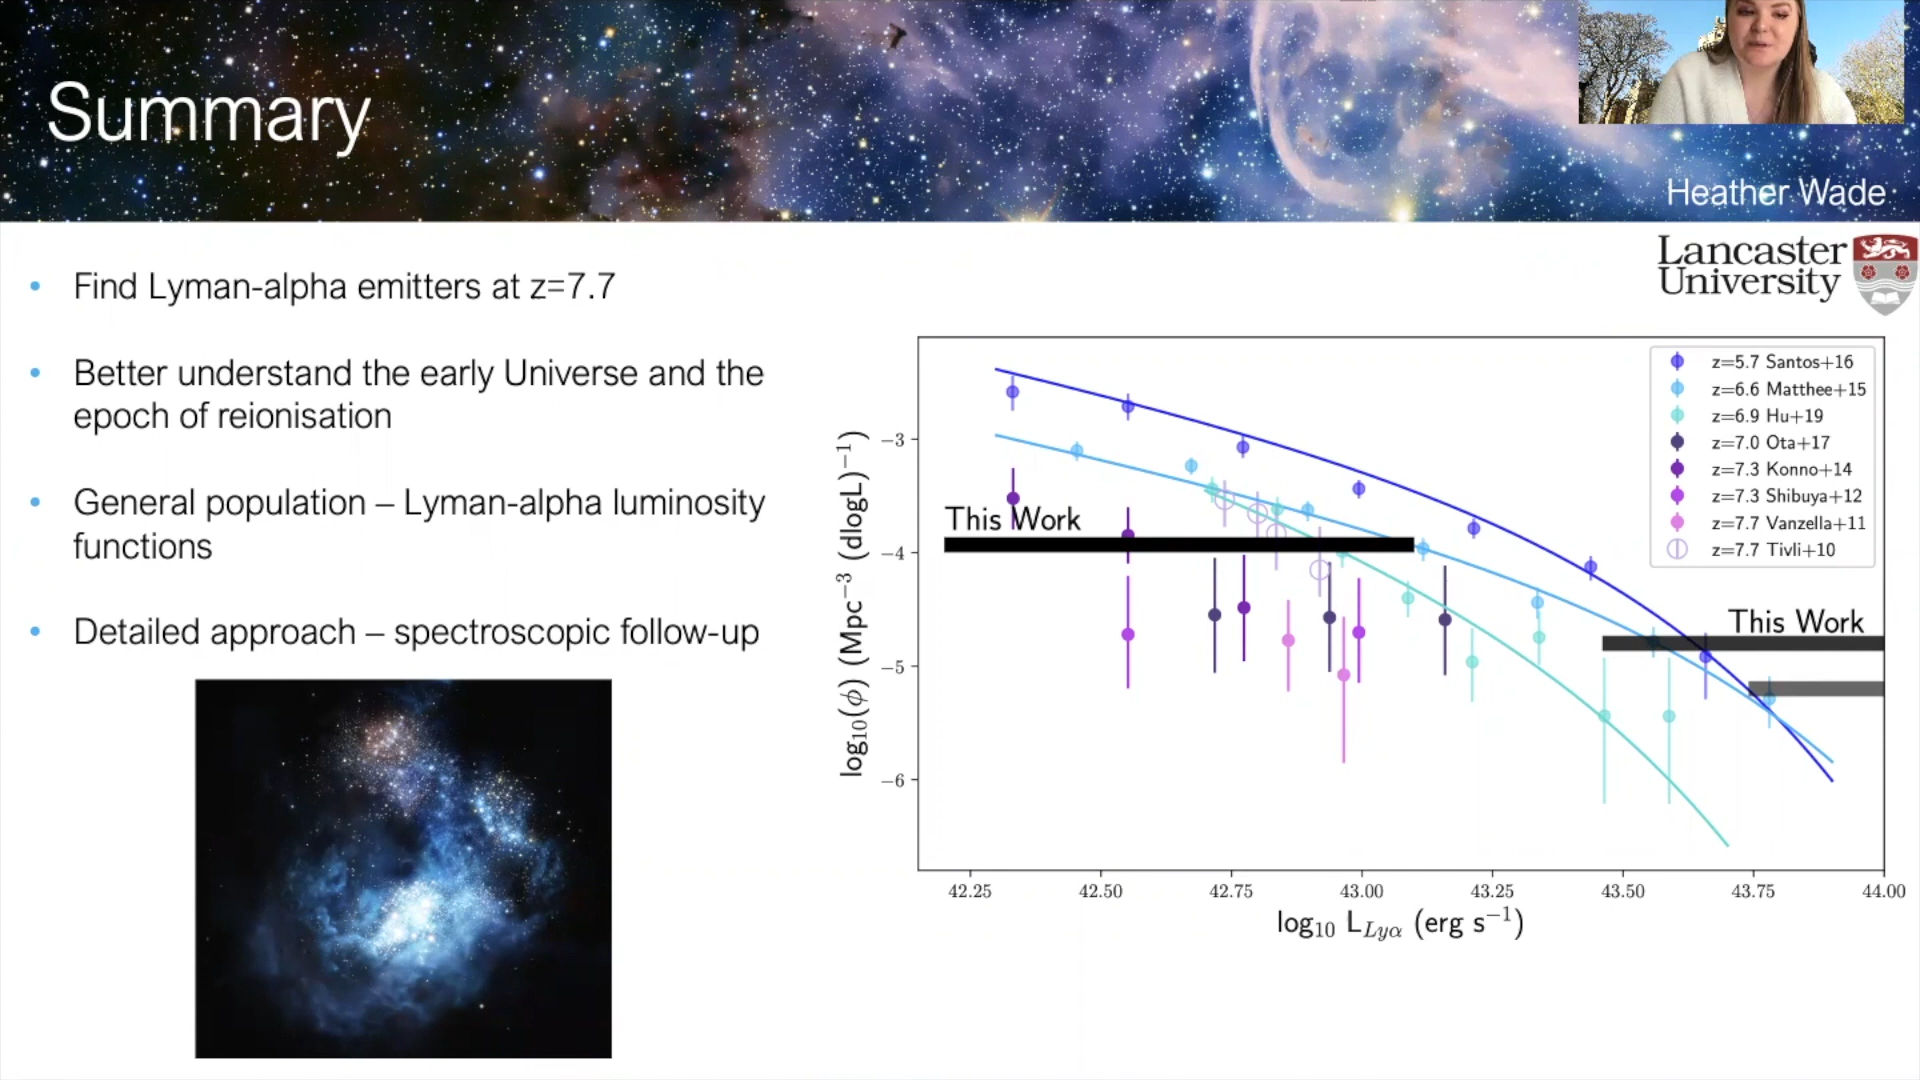 Summary
Heather Wade
Lancaster
University
• Find Lyman-alpha emitters at z=7.7
• Better understand the early Universe and the
epoch of reionisation
• General population – Lyman-alpha luminosity
functions
• Detailed approach – spectroscopic follow-up
log₁₀(ϕ) (Mpc⁻³ (dlogL)⁻¹)
−3
−4
−5
−6
This Work
This Work
z=5.7 Santos+16
z=6.6 Matthee+15
z=6.9 Hu+19
z=7.0 Ota+17
z=7.3 Konno+14
z=7.3 Shibuya+12
z=7.7 Vanzella+11
z=7.7 Tivli+10
42.25 42.50 42.75 43.00 43.25 43.50 43.75 44.00
log₁₀ L_Lyα (erg s⁻¹)